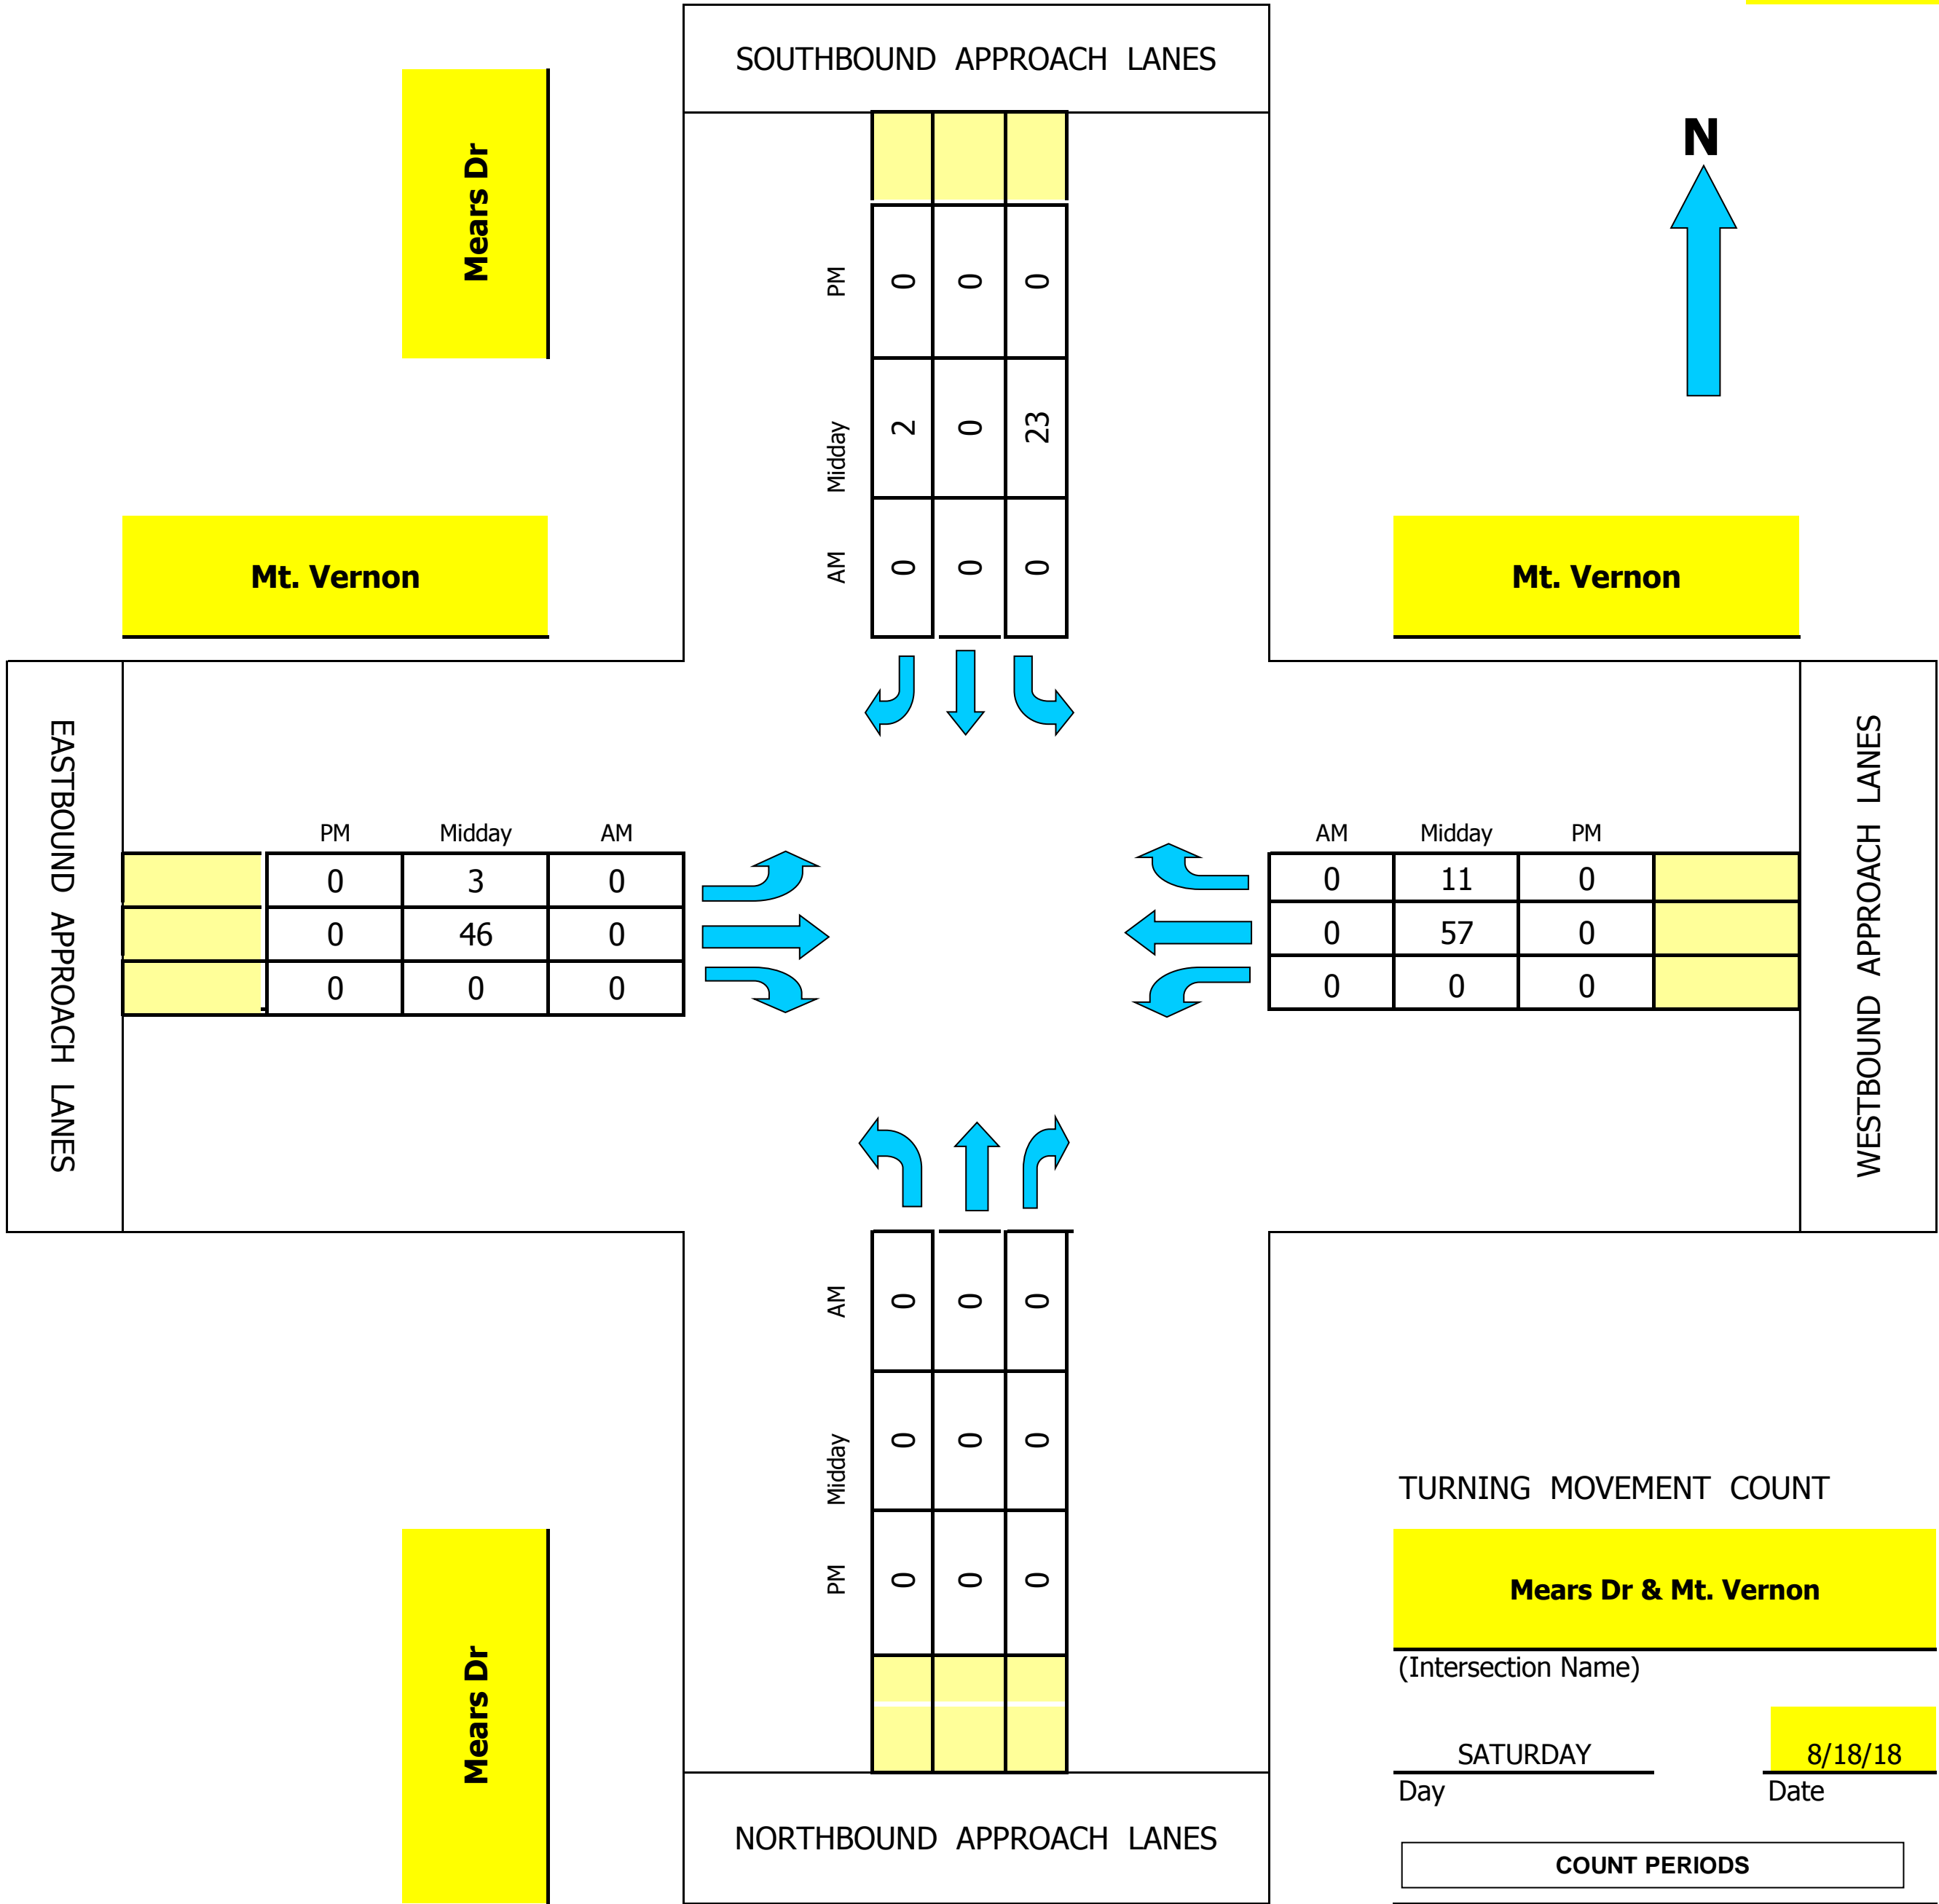 SOUTHBOUND APPROACH LANES
N
Mears Dr
PM 0 0 0
Midday 2 0 23
AM 0 0 0
Mt. Vernon
Mt. Vernon
EASTBOUND APPROACH LANES
PM Midday AM
0 3 0
0 46 0
0 0 0
AM Midday PM
0 11 0
0 57 0
0 0 0
WESTBOUND APPROACH LANES
AM 0 0 0
Midday 0 0 0
PM 0 0 0
Mears Dr
NORTHBOUND APPROACH LANES
TURNING MOVEMENT COUNT
Mears Dr & Mt. Vernon
(Intersection Name)
SATURDAY 8/18/18
Day Date
COUNT PERIODS